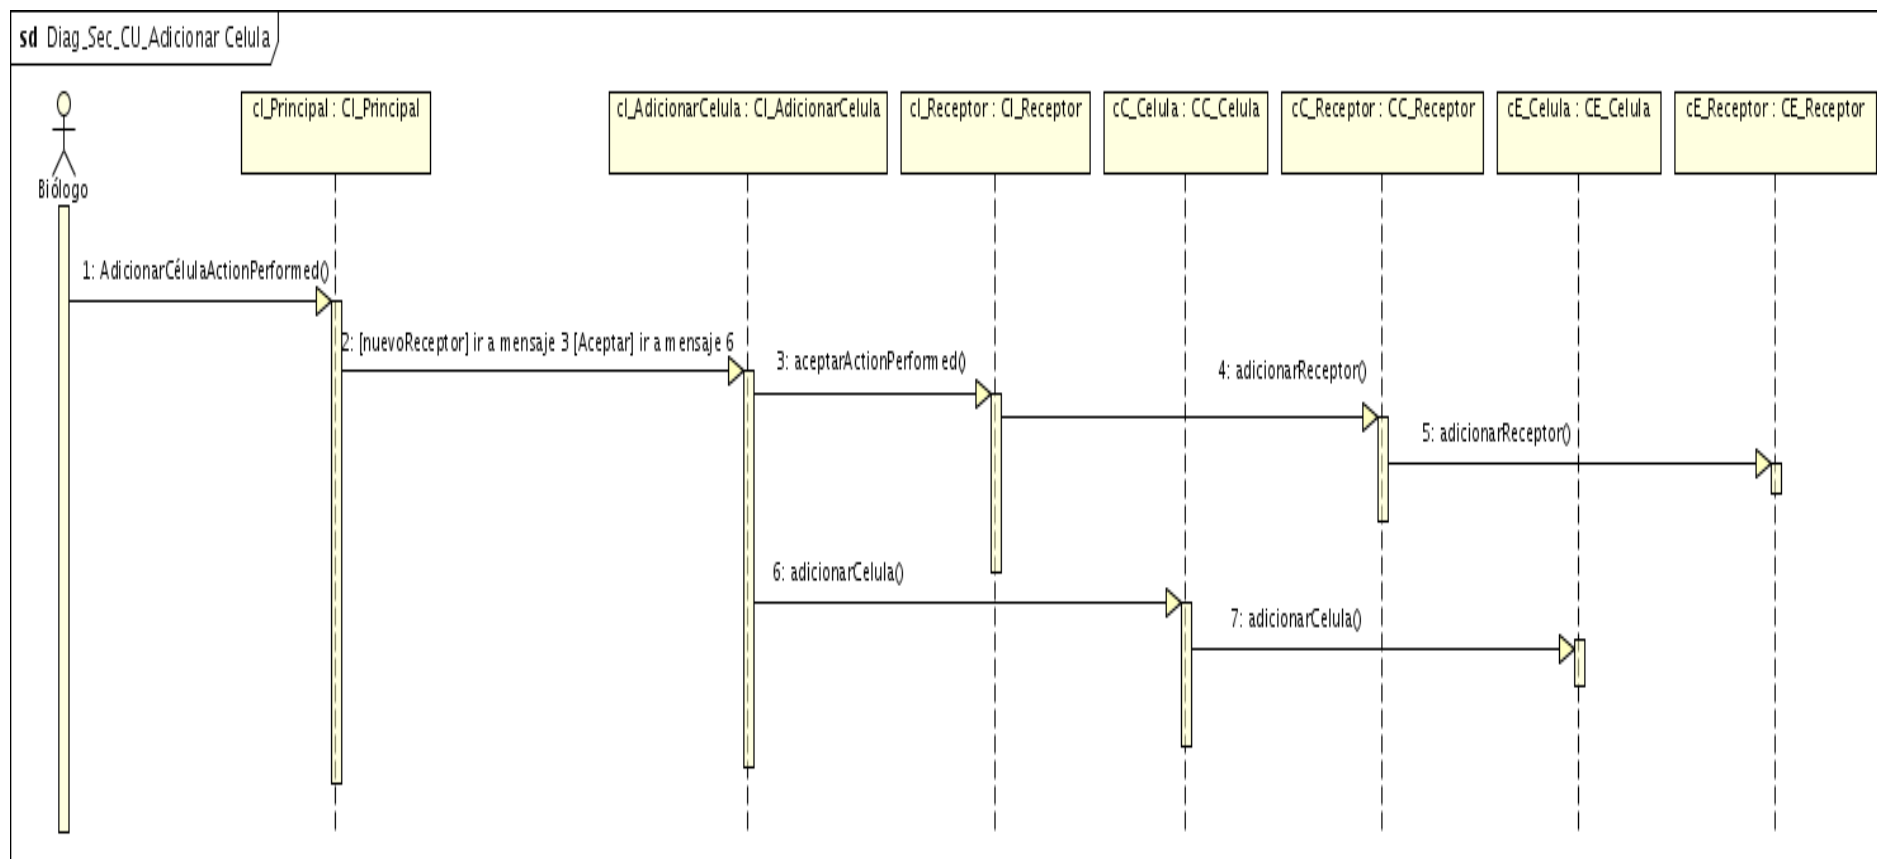 sd Diag_Sec_CU_Adicionar Celula
Biólogo
cI_Principal : CI_Principal
cI_AdicionarCelula : CI_AdicionarCelula
cI_Receptor : CI_Receptor
cC_Celula : CC_Celula
cC_Receptor : CC_Receptor
cE_Celula : CE_Celula
cE_Receptor : CE_Receptor
1: AdicionarCélulaActionPerformed()
2: [nuevoReceptor] ir a mensaje 3 [Aceptar] ir a mensaje 6
3: aceptarActionPerformed()
4: adicionarReceptor()
5: adicionarReceptor()
6: adicionarCelula()
7: adicionarCelula()